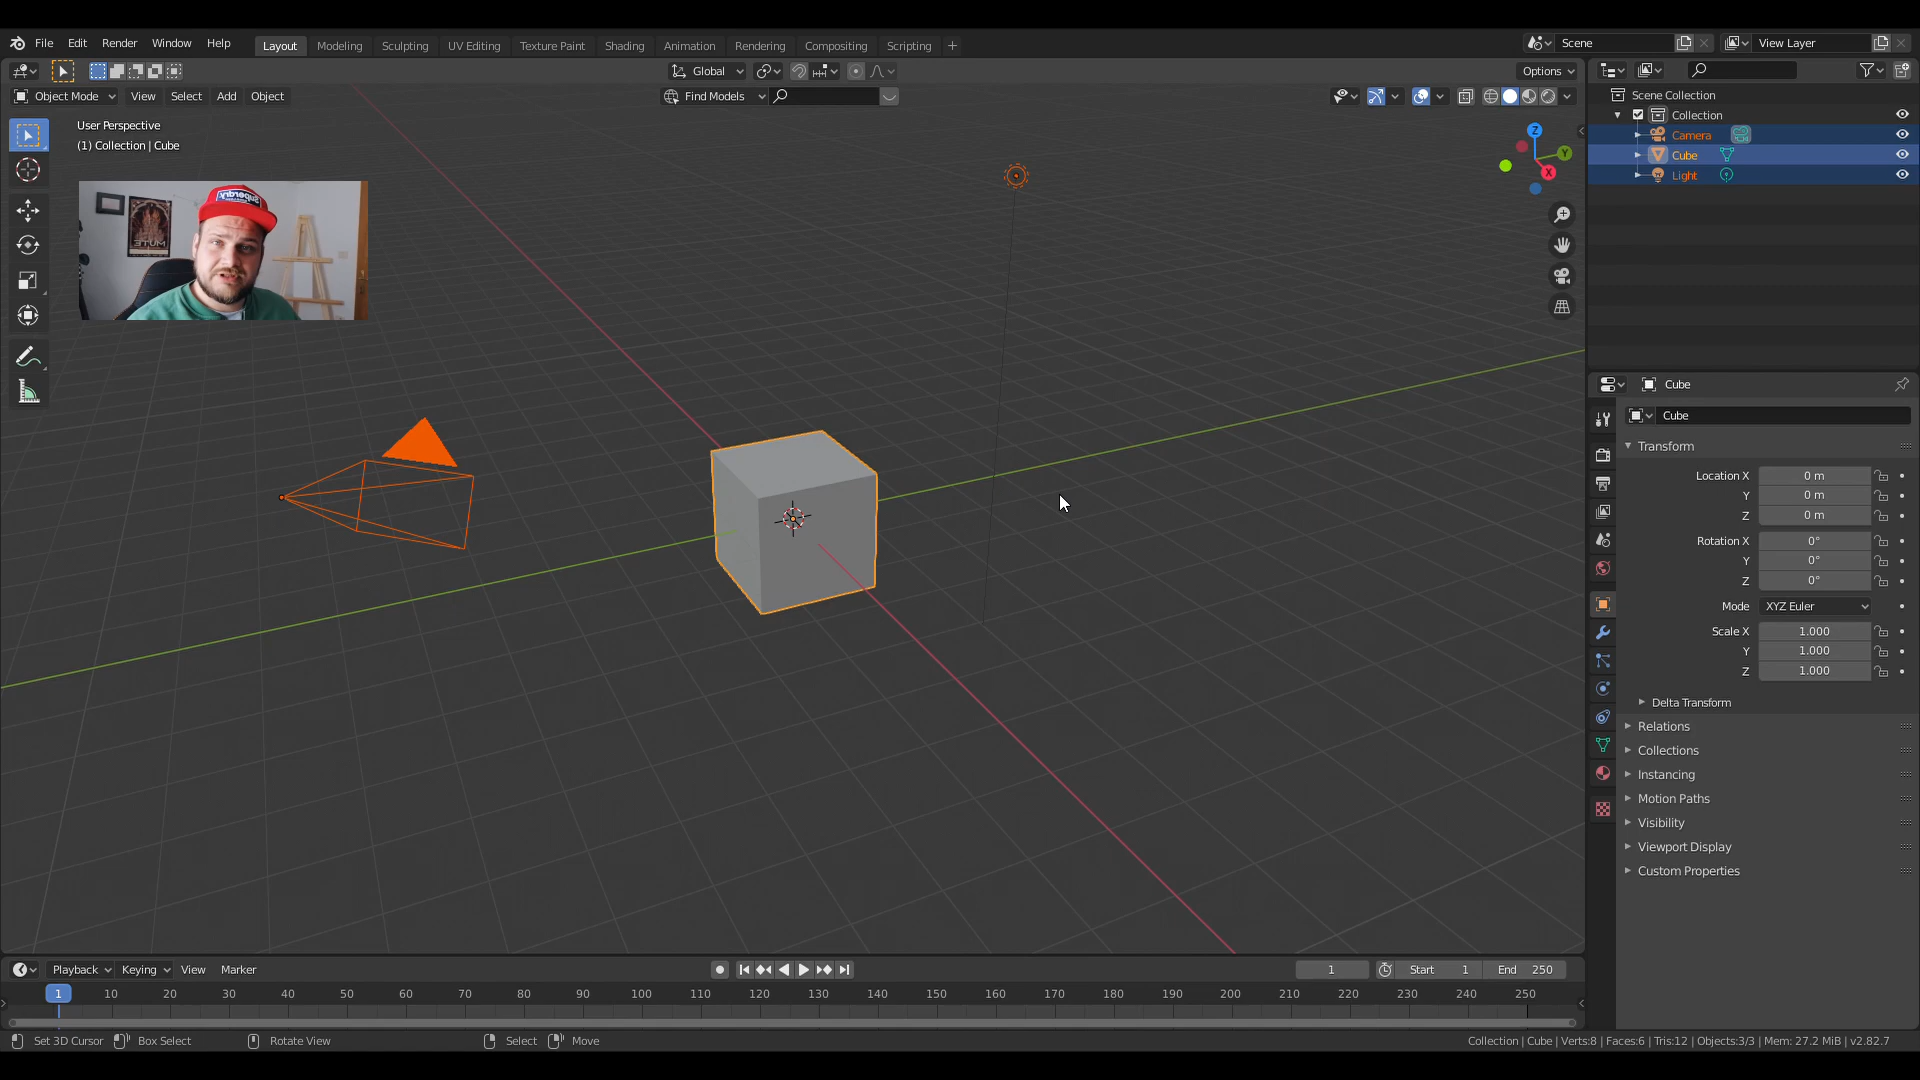 File Edit Render Window Help Layout Modeling Sculpting UV Editing Texture Paint Shading Animation Rendering Compositing Scripting + Scene View Layer
Global Options
Object Mode View Select Add Object Find Models
User Perspective
(1) Collection | Cube
Superdry
MUTE
Z
Y
X
Scene Collection
Collection
Camera
Cube
Light
Cube
Cube
Transform
Location X 0 m
Y 0 m
Z 0 m
Rotation X 0°
Y 0°
Z 0°
Mode XYZ Euler
Scale X 1.000
Y 1.000
Z 1.000
Delta Transform
Relations
Collections
Instancing
Motion Paths
Visibility
Viewport Display
Custom Properties
Playback Keying View Marker 1 Start 1 End 250
1 10 20 30 40 50 60 70 80 90 100 110 120 130 140 150 160 170 180 190 200 210 220 230 240 250
Set 3D Cursor Box Select Rotate View Select Move Collection | Cube | Verts:8 | Faces:6 | Tris:12 | Objects:3/3 | Mem: 27.2 MiB | v2.82.7